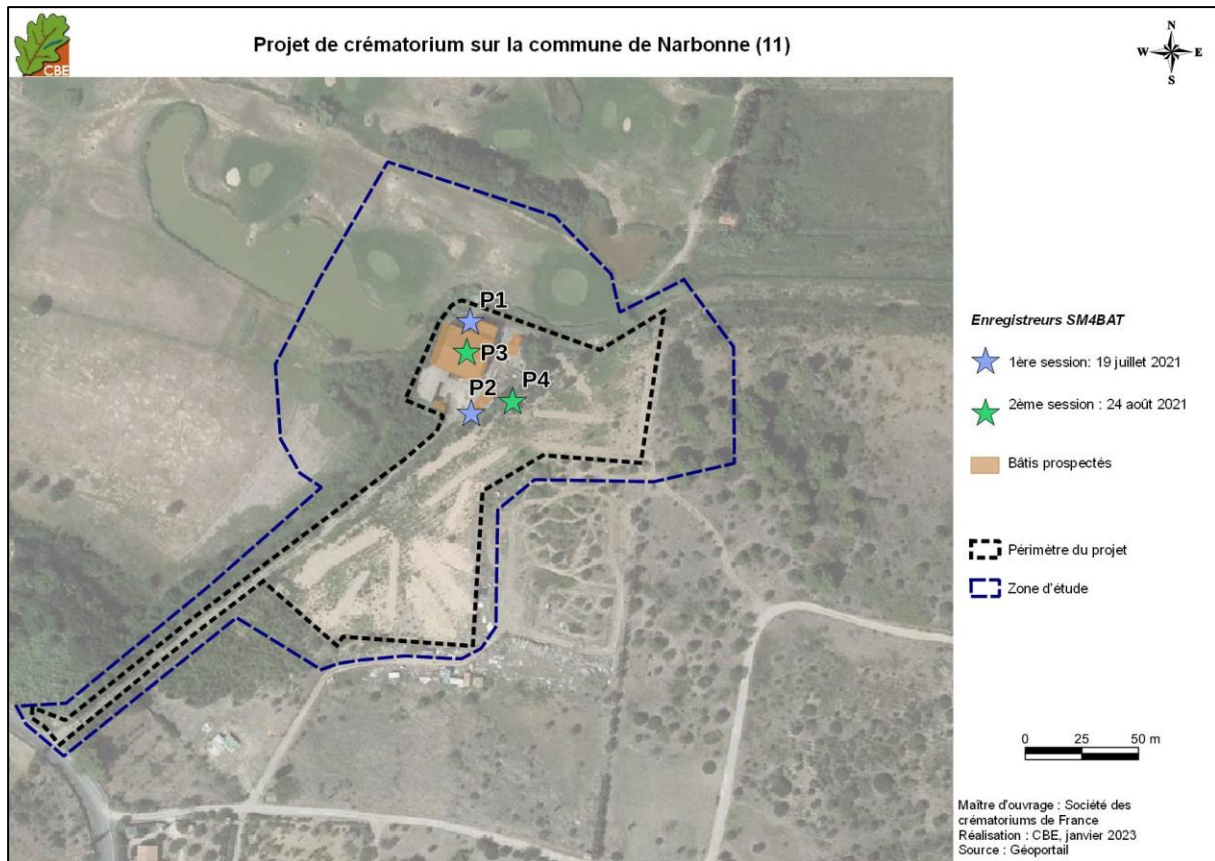 CBE
Projet de crématorium sur la commune de Narbonne (11)
N
W E
S
P1
P3
P2
P4
Enregistreurs SM4BAT
1ère session: 19 juillet 2021
2ème session : 24 août 2021
Bâtis prospectés
Périmètre du projet
Zone d'étude
0 25 50 m
Maître d'ouvrage : Société des
crématoriums de France
Réalisation : CBE, janvier 2023
Source : Géoportail